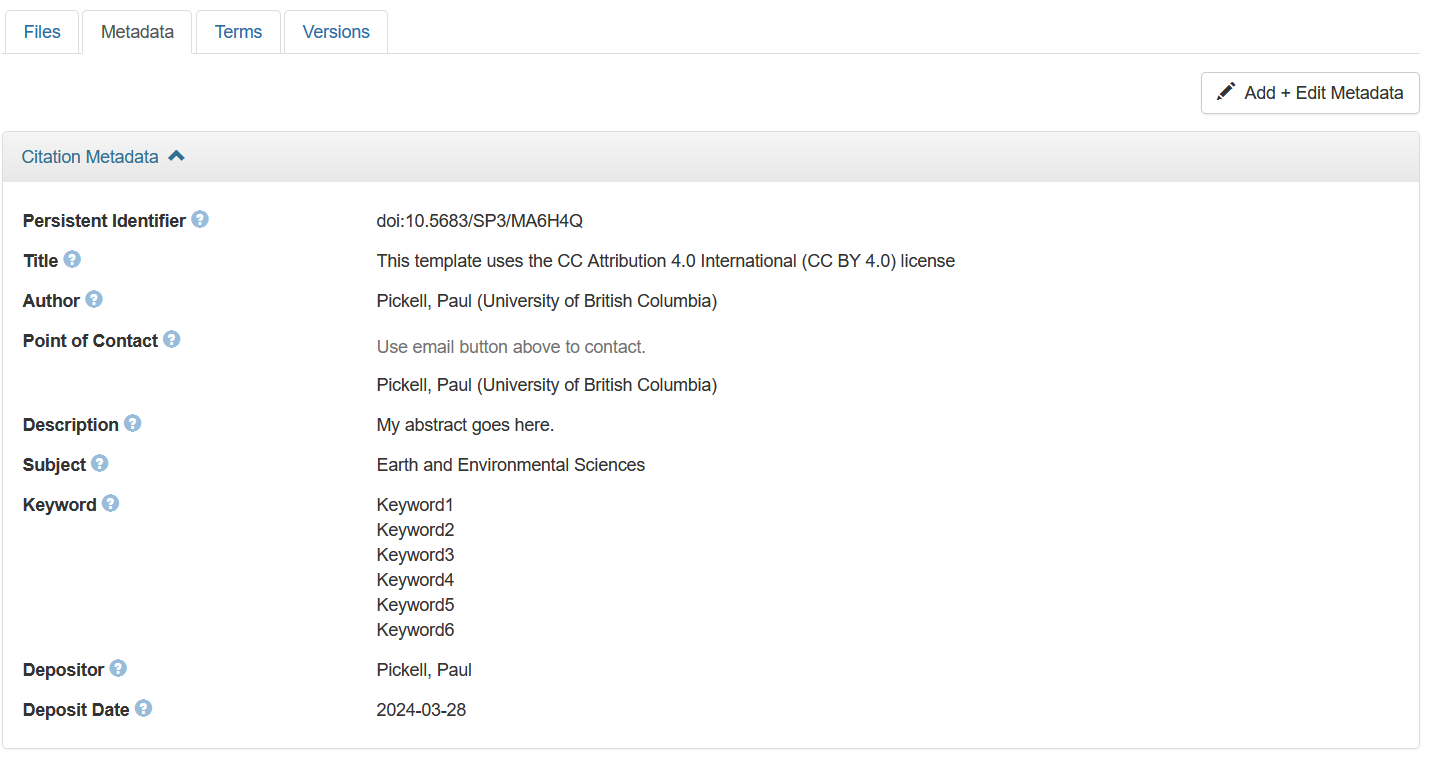 Files Metadata Terms Versions
Add + Edit Metadata
Citation Metadata
Persistent Identifier ? doi:10.5683/SP3/MA6H4Q
Title ? This template uses the CC Attribution 4.0 International (CC BY 4.0) license
Author ? Pickell, Paul (University of British Columbia)
Point of Contact ? Use email button above to contact.
Pickell, Paul (University of British Columbia)
Description ? My abstract goes here.
Subject ? Earth and Environmental Sciences
Keyword ? Keyword1
Keyword2
Keyword3
Keyword4
Keyword5
Keyword6
Depositor ? Pickell, Paul
Deposit Date ? 2024-03-28